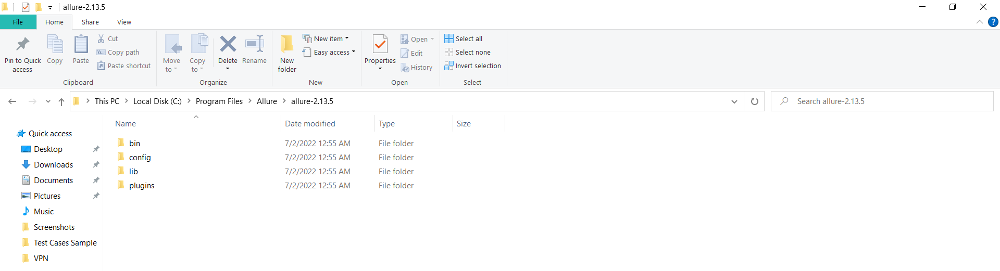 allure-2.13.5
File Home Share View
Pin to Quick access
Copy
Paste
Cut
Copy path
Paste shortcut
Clipboard
Move to
Copy to
Delete
Rename
Organize
New folder
New item
Easy access
New
Properties
Open
Edit
History
Open
Select all
Select none
Invert selection
Select
This PC Local Disk (C:) Program Files Allure allure-2.13.5
Search allure-2.13.5
Quick access
Desktop
Downloads
Documents
Pictures
Music
Screenshots
Test Cases Sample
VPN
Name Date modified Type Size
bin 7/2/2022 12:55 AM File folder
config 7/2/2022 12:55 AM File folder
lib 7/2/2022 12:55 AM File folder
plugins 7/2/2022 12:55 AM File folder